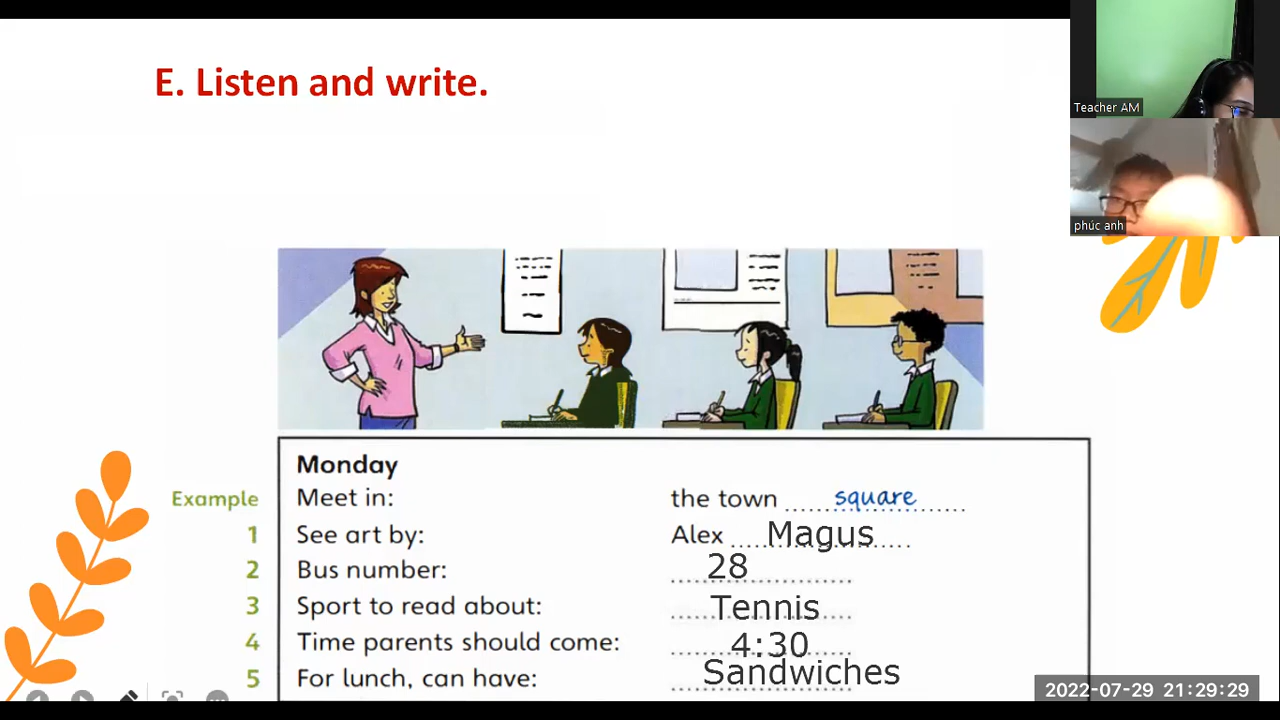 E. Listen and write.
Teacher AM
phúc anh
Monday
Example Meet in: the town square
1 See art by: Alex Magus
2 Bus number: 28
3 Sport to read about: Tennis
4 Time parents should come: 4:30
5 For lunch, can have: Sandwiches
2022-07-29 21:29:29